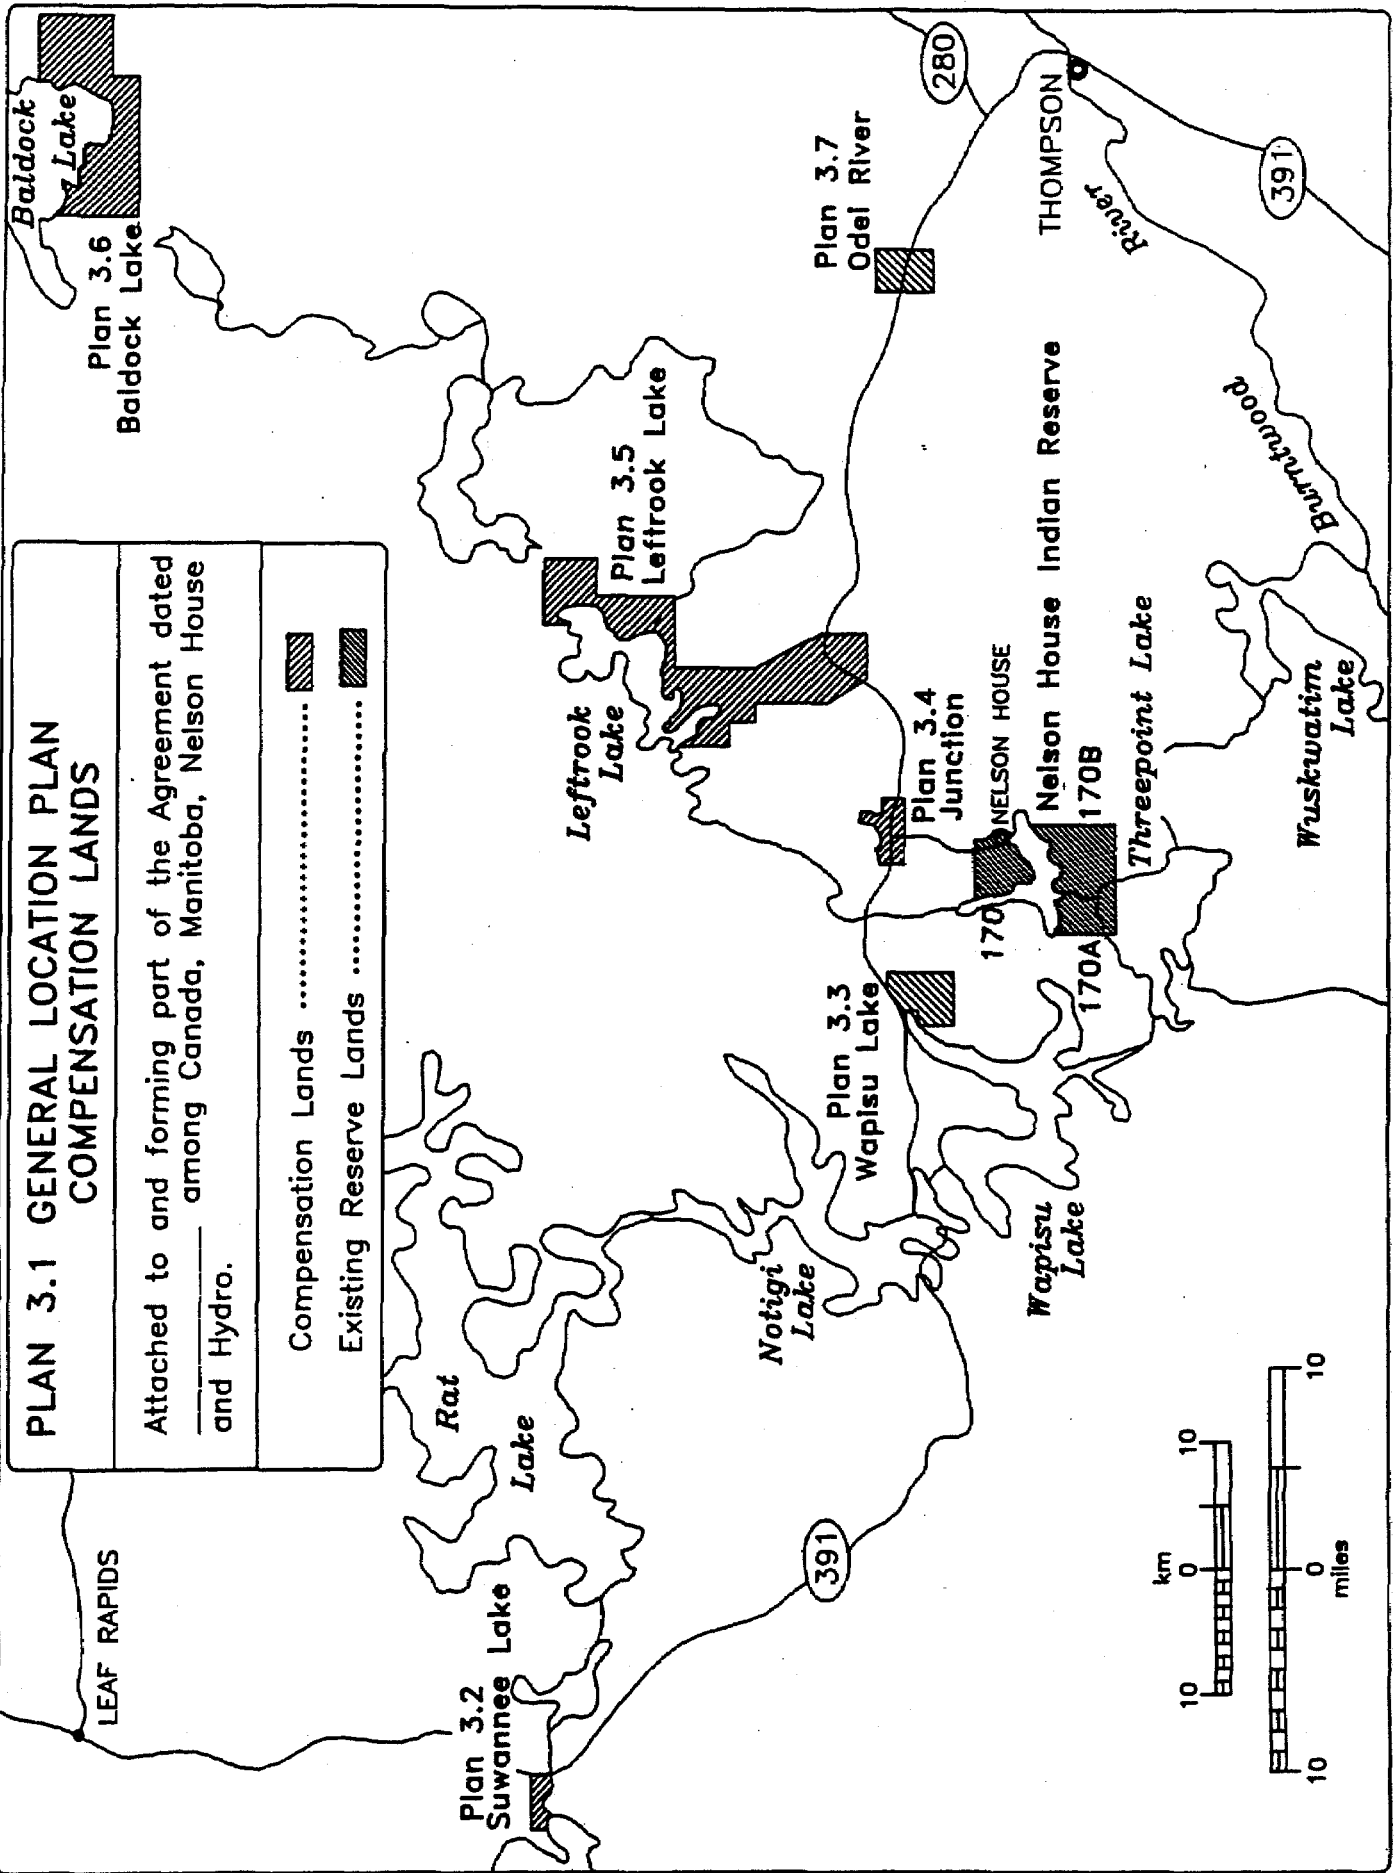 PLAN 3.1 GENERAL LOCATION PLAN
COMPENSATION LANDS
Attached to and forming part of the Agreement dated
________ among Canada, Manitoba, Nelson House
and Hydro.
Compensation Lands ..............................
Existing Reserve Lands ..........................
LEAF RAPIDS
Plan 3.2
Suwannee Lake
Rat
Lake
391
Notigi
Lake
Wapisu
Lake
Plan 3.3
Wapisu Lake
Leftrook
Lake
Plan 3.5
Leftrook Lake
Plan 3.4
Junction
NELSON HOUSE
Nelson House Indian Reserve
170
170A
170B
Threepoint Lake
Wuskwatim
Lake
Burntwood
River
Baldock
Lake
Plan 3.6
Baldock Lake
Plan 3.7
Odei River
280
THOMPSON
391
km
10 0 10
10 0 10
miles